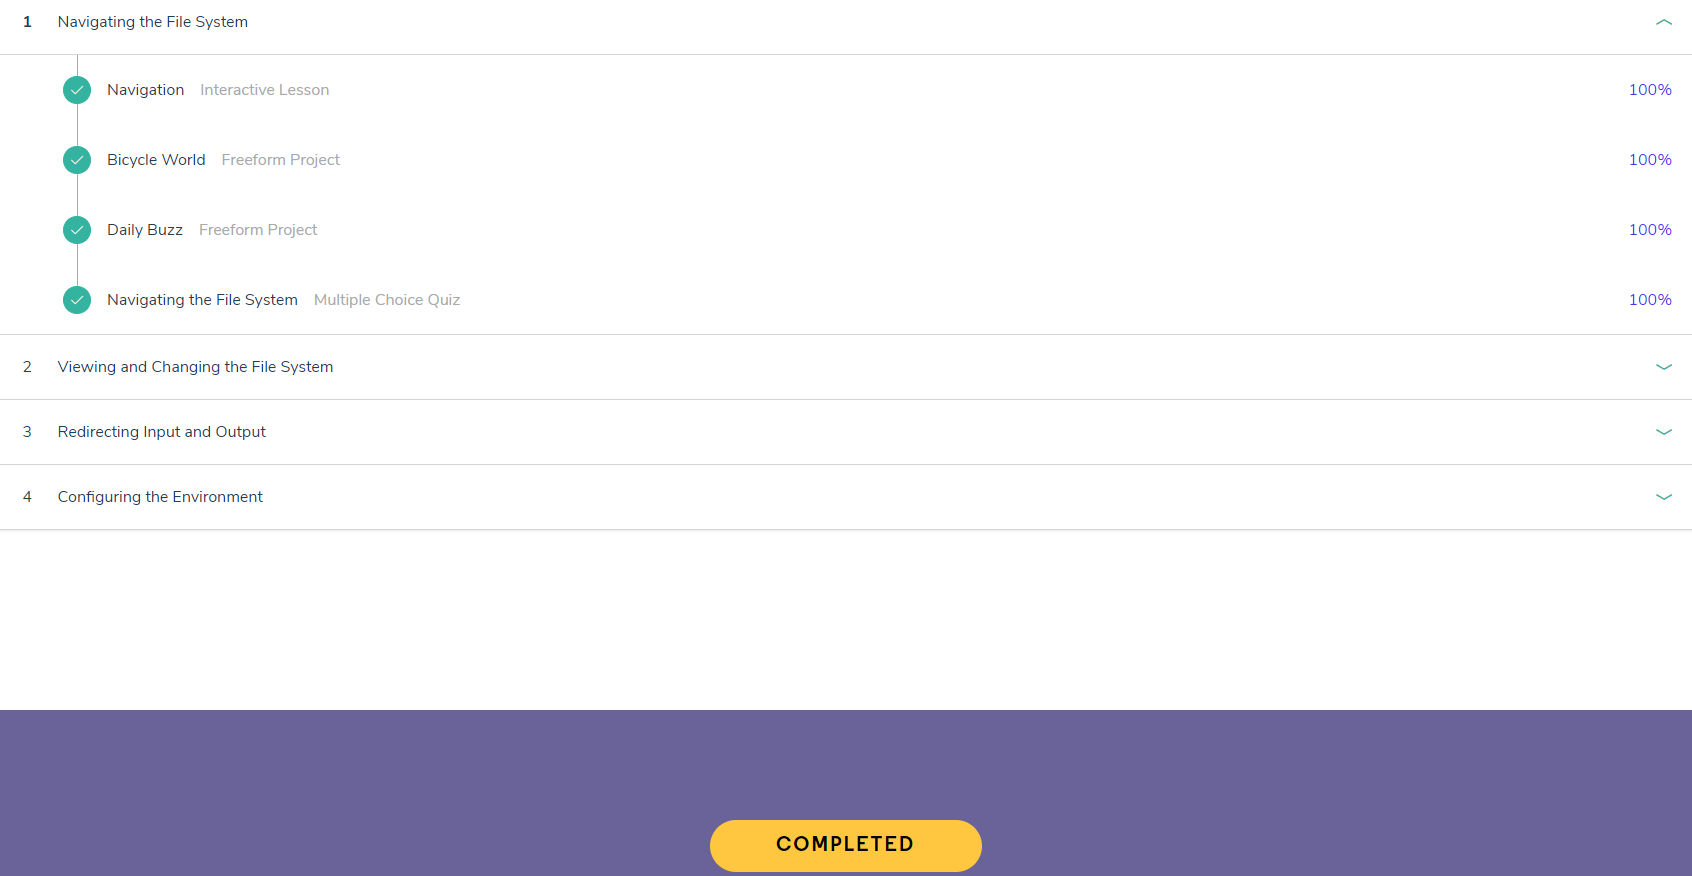 1 Navigating the File System
Navigation Interactive Lesson 100%
Bicycle World Freeform Project 100%
Daily Buzz Freeform Project 100%
Navigating the File System Multiple Choice Quiz 100%
2 Viewing and Changing the File System
3 Redirecting Input and Output
4 Configuring the Environment
COMPLETED